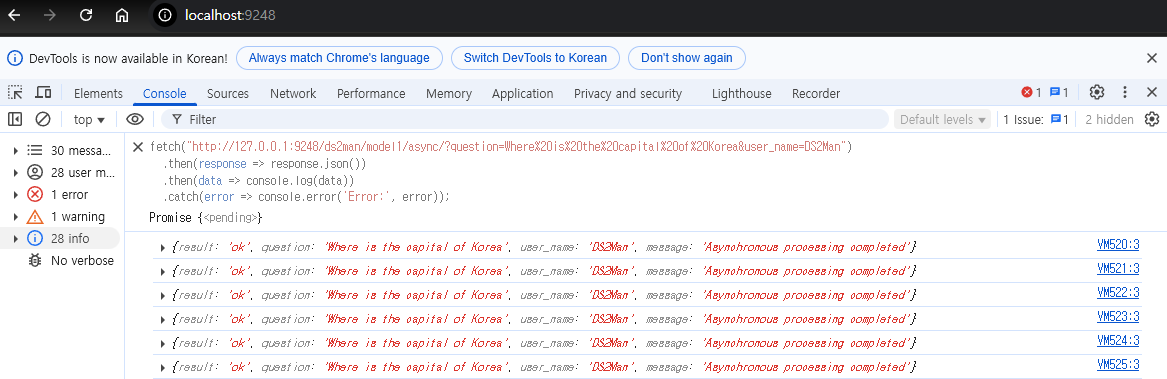 localhost:9248
DevTools is now available in Korean! Always match Chrome's language Switch DevTools to Korean Don't show again
Elements Console Sources Network Performance Memory Application Privacy and security Lighthouse Recorder 1 1
top Filter Default levels 1 Issue: 1 2 hidden
30 messa...
28 user m...
1 error
1 warning
28 info
No verbose
fetch("http://127.0.0.1:9248/ds2man/model1/async/?question=Where%20is%20the%20capital%20of%20Korea&user_name=DS2Man")
.then(response => response.json())
.then(data => console.log(data))
.catch(error => console.error('Error:', error));
Promise {<pending>}
{result: 'ok', question: 'Where is the capital of Korea', user_name: 'DS2Man', message: 'Asynchronous processing completed'} VM520:3
{result: 'ok', question: 'Where is the capital of Korea', user_name: 'DS2Man', message: 'Asynchronous processing completed'} VM521:3
{result: 'ok', question: 'Where is the capital of Korea', user_name: 'DS2Man', message: 'Asynchronous processing completed'} VM522:3
{result: 'ok', question: 'Where is the capital of Korea', user_name: 'DS2Man', message: 'Asynchronous processing completed'} VM523:3
{result: 'ok', question: 'Where is the capital of Korea', user_name: 'DS2Man', message: 'Asynchronous processing completed'} VM524:3
{result: 'ok', question: 'Where is the capital of Korea', user_name: 'DS2Man', message: 'Asynchronous processing completed'} VM525:3